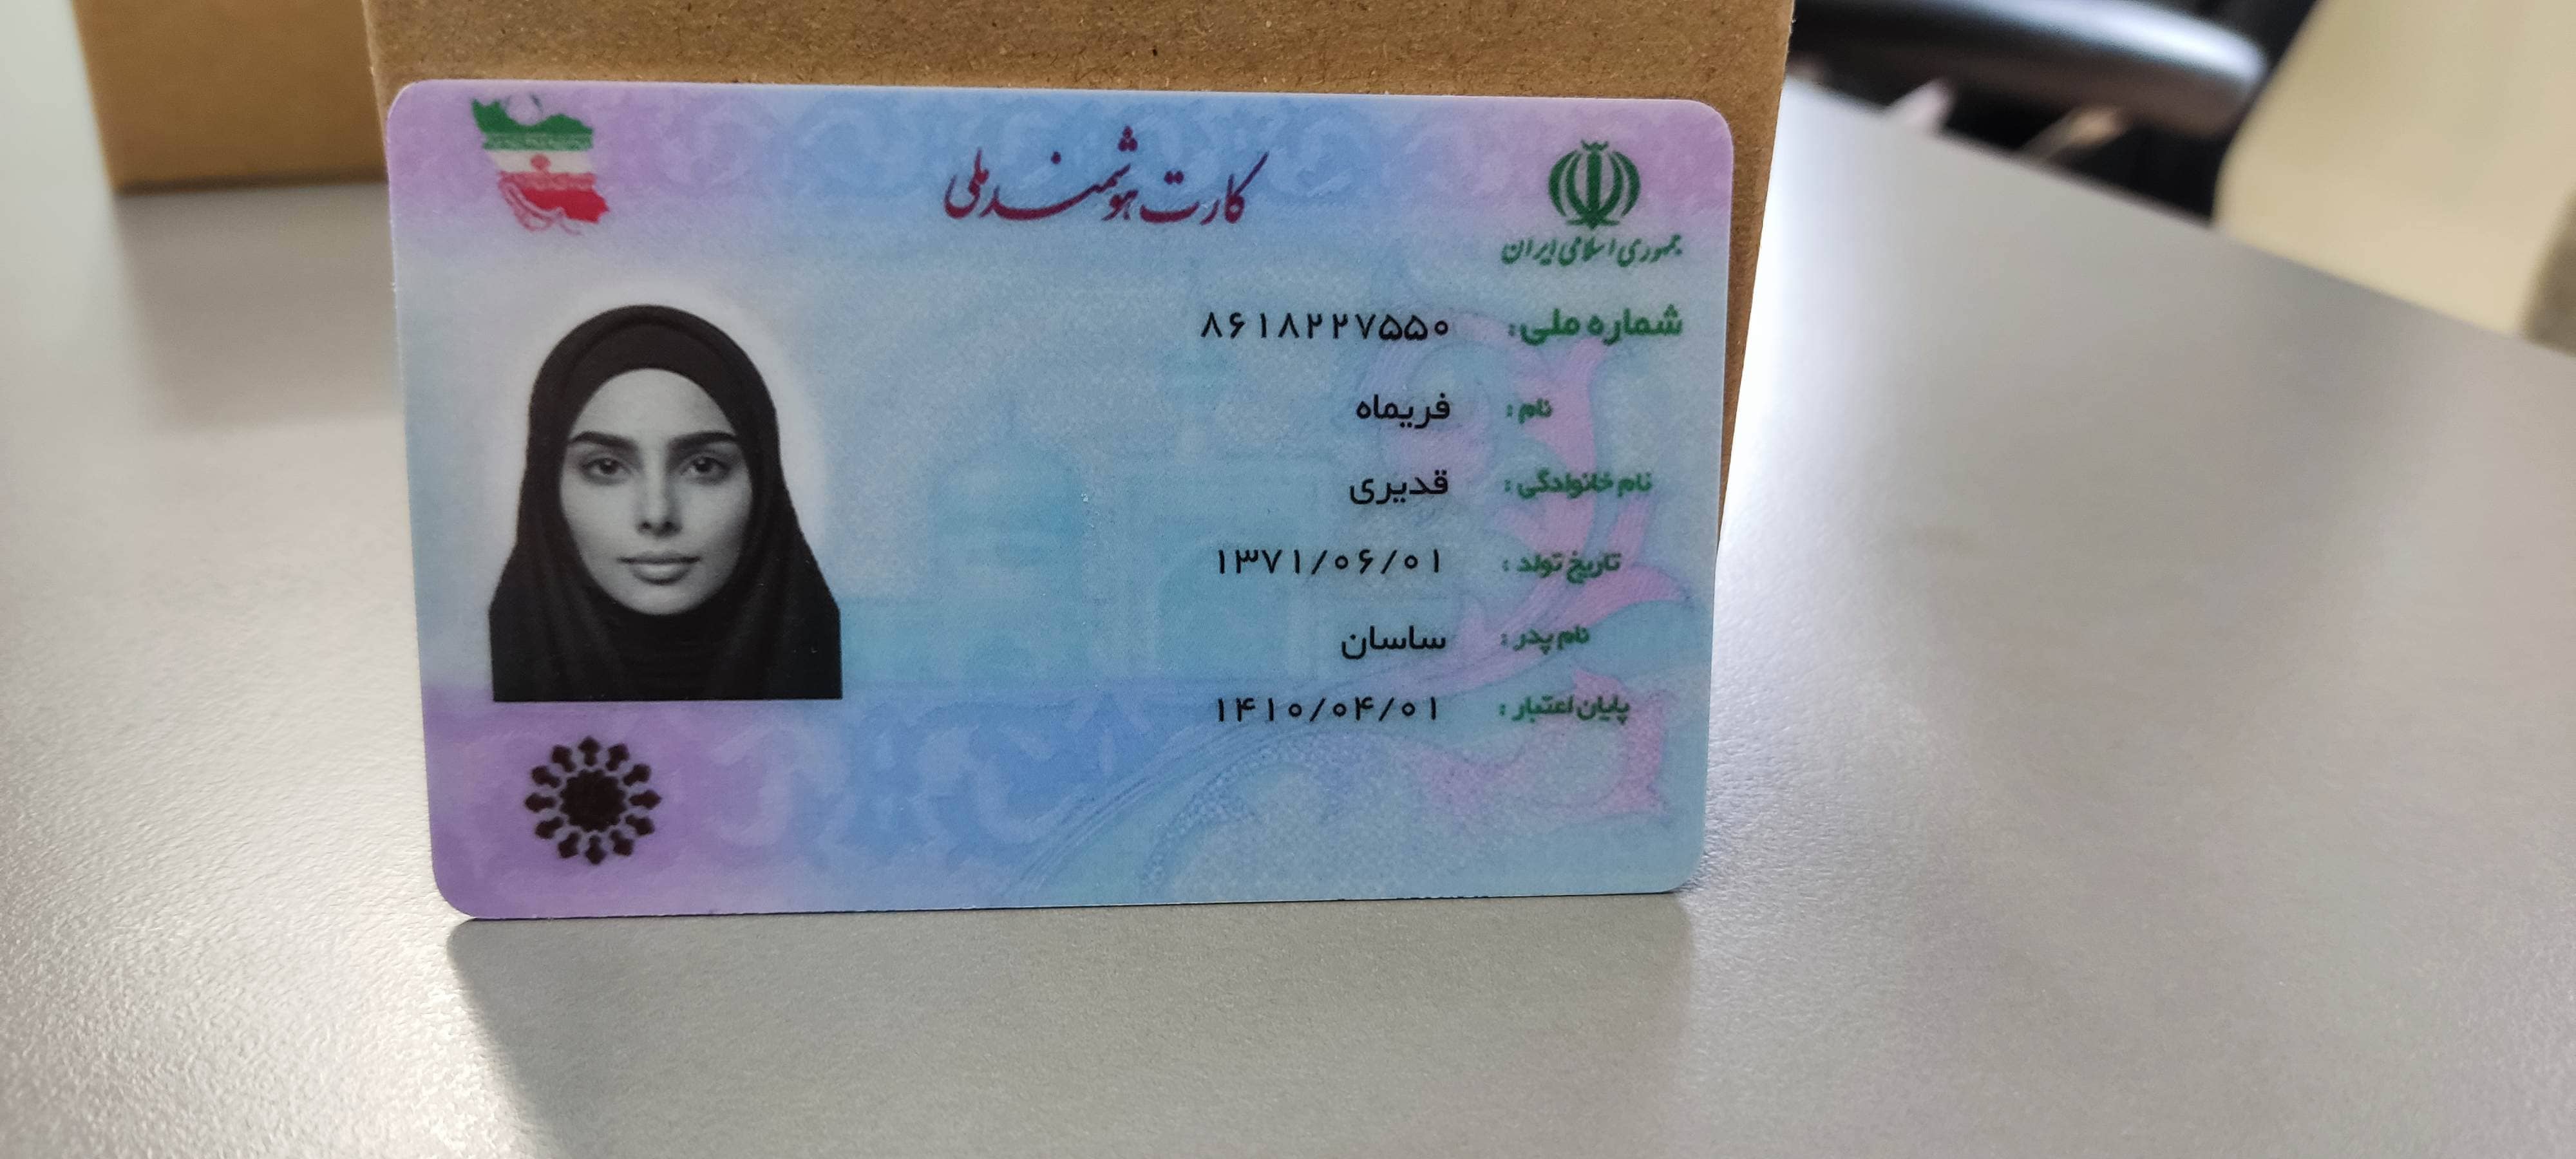 کارت هوشمند ملی
جمهوری اسلامی ایران
شماره ملی: ۸۶۱۸۲۲۷۵۵۰
نام: فریماه
نام خانوادگی: قدیری
تاریخ تولد: ۱۳۷۱/۰۶/۰۱
نام پدر: ساسان
پایان اعتبار: ۱۴۱۰/۰۴/۰۱